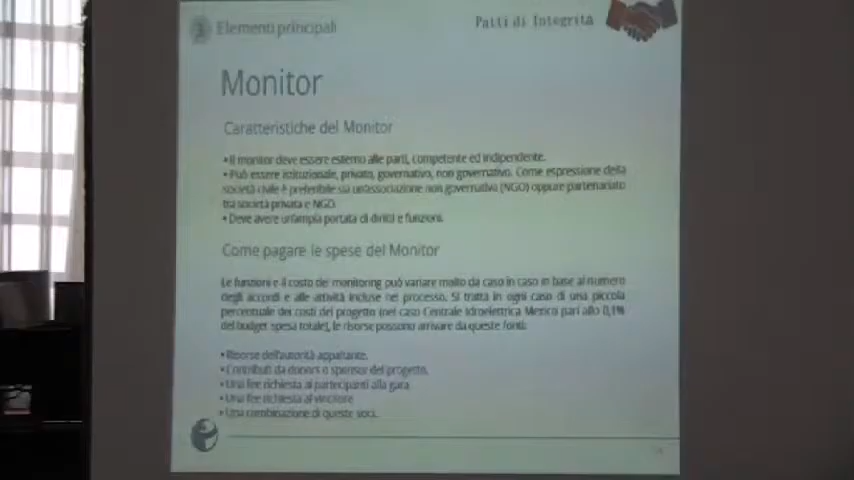 Elementi principali
Patti di Integrità
Monitor
Caratteristiche del Monitor
• Il monitor deve essere esterno alle parti, competente ed indipendente.
• Può essere istituzionale, privato, governativo, non governativo. Come espressione della
società civile è preferibile sia un'associazione non governativa (NGO) oppure partenariato
tra società privata e NGO.
• Deve avere un'ampia portata di diritti e funzioni.
Come pagare le spese del Monitor
Le funzioni e il costo del monitoring può variare molto da caso in caso in base al numero
degli accordi e alle attività incluse nel processo. Si tratta in ogni caso di una piccola
percentuale dei costi del progetto (nel caso Centrale Idroelettrica Mexico pari allo 0,1%
del budget spesa totale), le risorse possono arrivare da queste fonti:
• Risorse dell'autorità appaltante.
• Contributi da donors o sponsor del progetto.
• Una fee richiesta ai partecipanti alla gara
• Una fee richiesta al vincitore
• Una combinazione di queste voci.